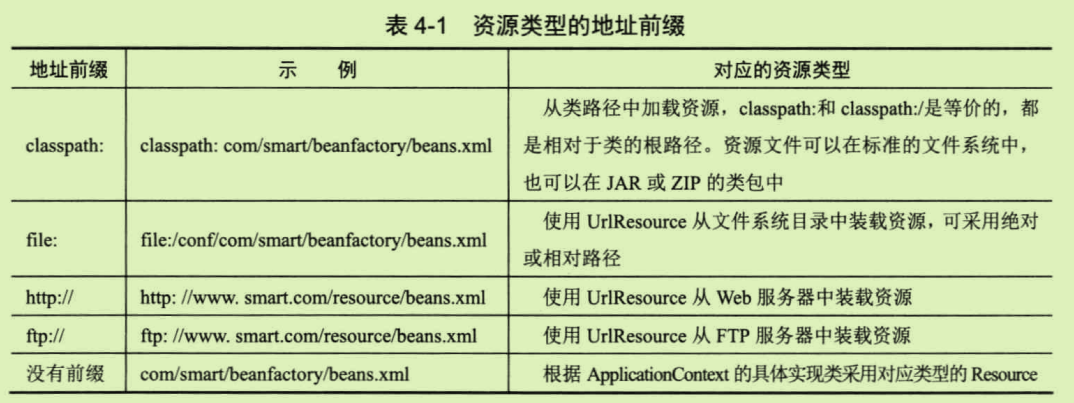 表 4-1 资源类型的地址前缀
地址前缀 示 例 对应的资源类型
从类路径中加载资源，classpath:和 classpath:/是等价的，都
classpath: classpath: com/smart/beanfactory/beans.xml 是相对于类的根路径。资源文件可以在标准的文件系统中，
也可以在 JAR 或 ZIP 的类包中
使用 UrlResource 从文件系统目录中装载资源，可采用绝对
file: file:/conf/com/smart/beanfactory/beans.xml
或相对路径
http:// http: //www. smart.com/resource/beans.xml 使用 UrlResource 从 Web 服务器中装载资源
ftp:// ftp: //www. smart.com/resource/beans.xml 使用 UrlResource 从 FTP 服务器中装载资源
没有前缀 com/smart/beanfactory/beans.xml 根据 ApplicationContext 的具体实现类采用对应类型的 Resource